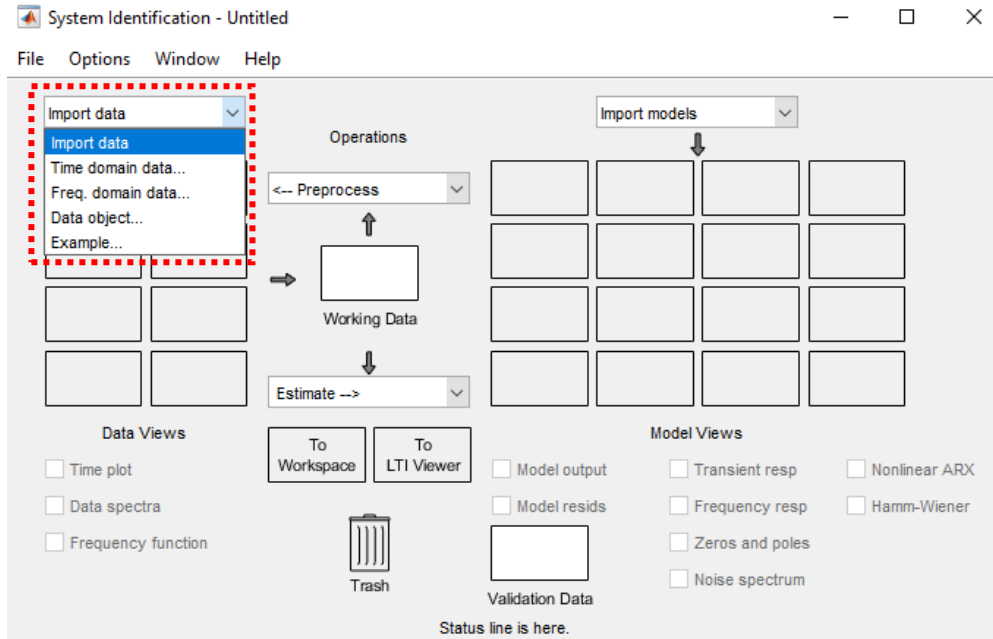 System Identification - Untitled
File Options Window Help
Import data
Import data
Time domain data...
Freq. domain data...
Data object...
Example...
Operations
<-- Preprocess
Working Data
Estimate -->
To
Workspace
To
LTI Viewer
Trash
Import models
Data Views
Time plot
Data spectra
Frequency function
Model Views
Model output
Transient resp
Nonlinear ARX
Model resids
Frequency resp
Hamm-Wiener
Zeros and poles
Noise spectrum
Validation Data
Status line is here.